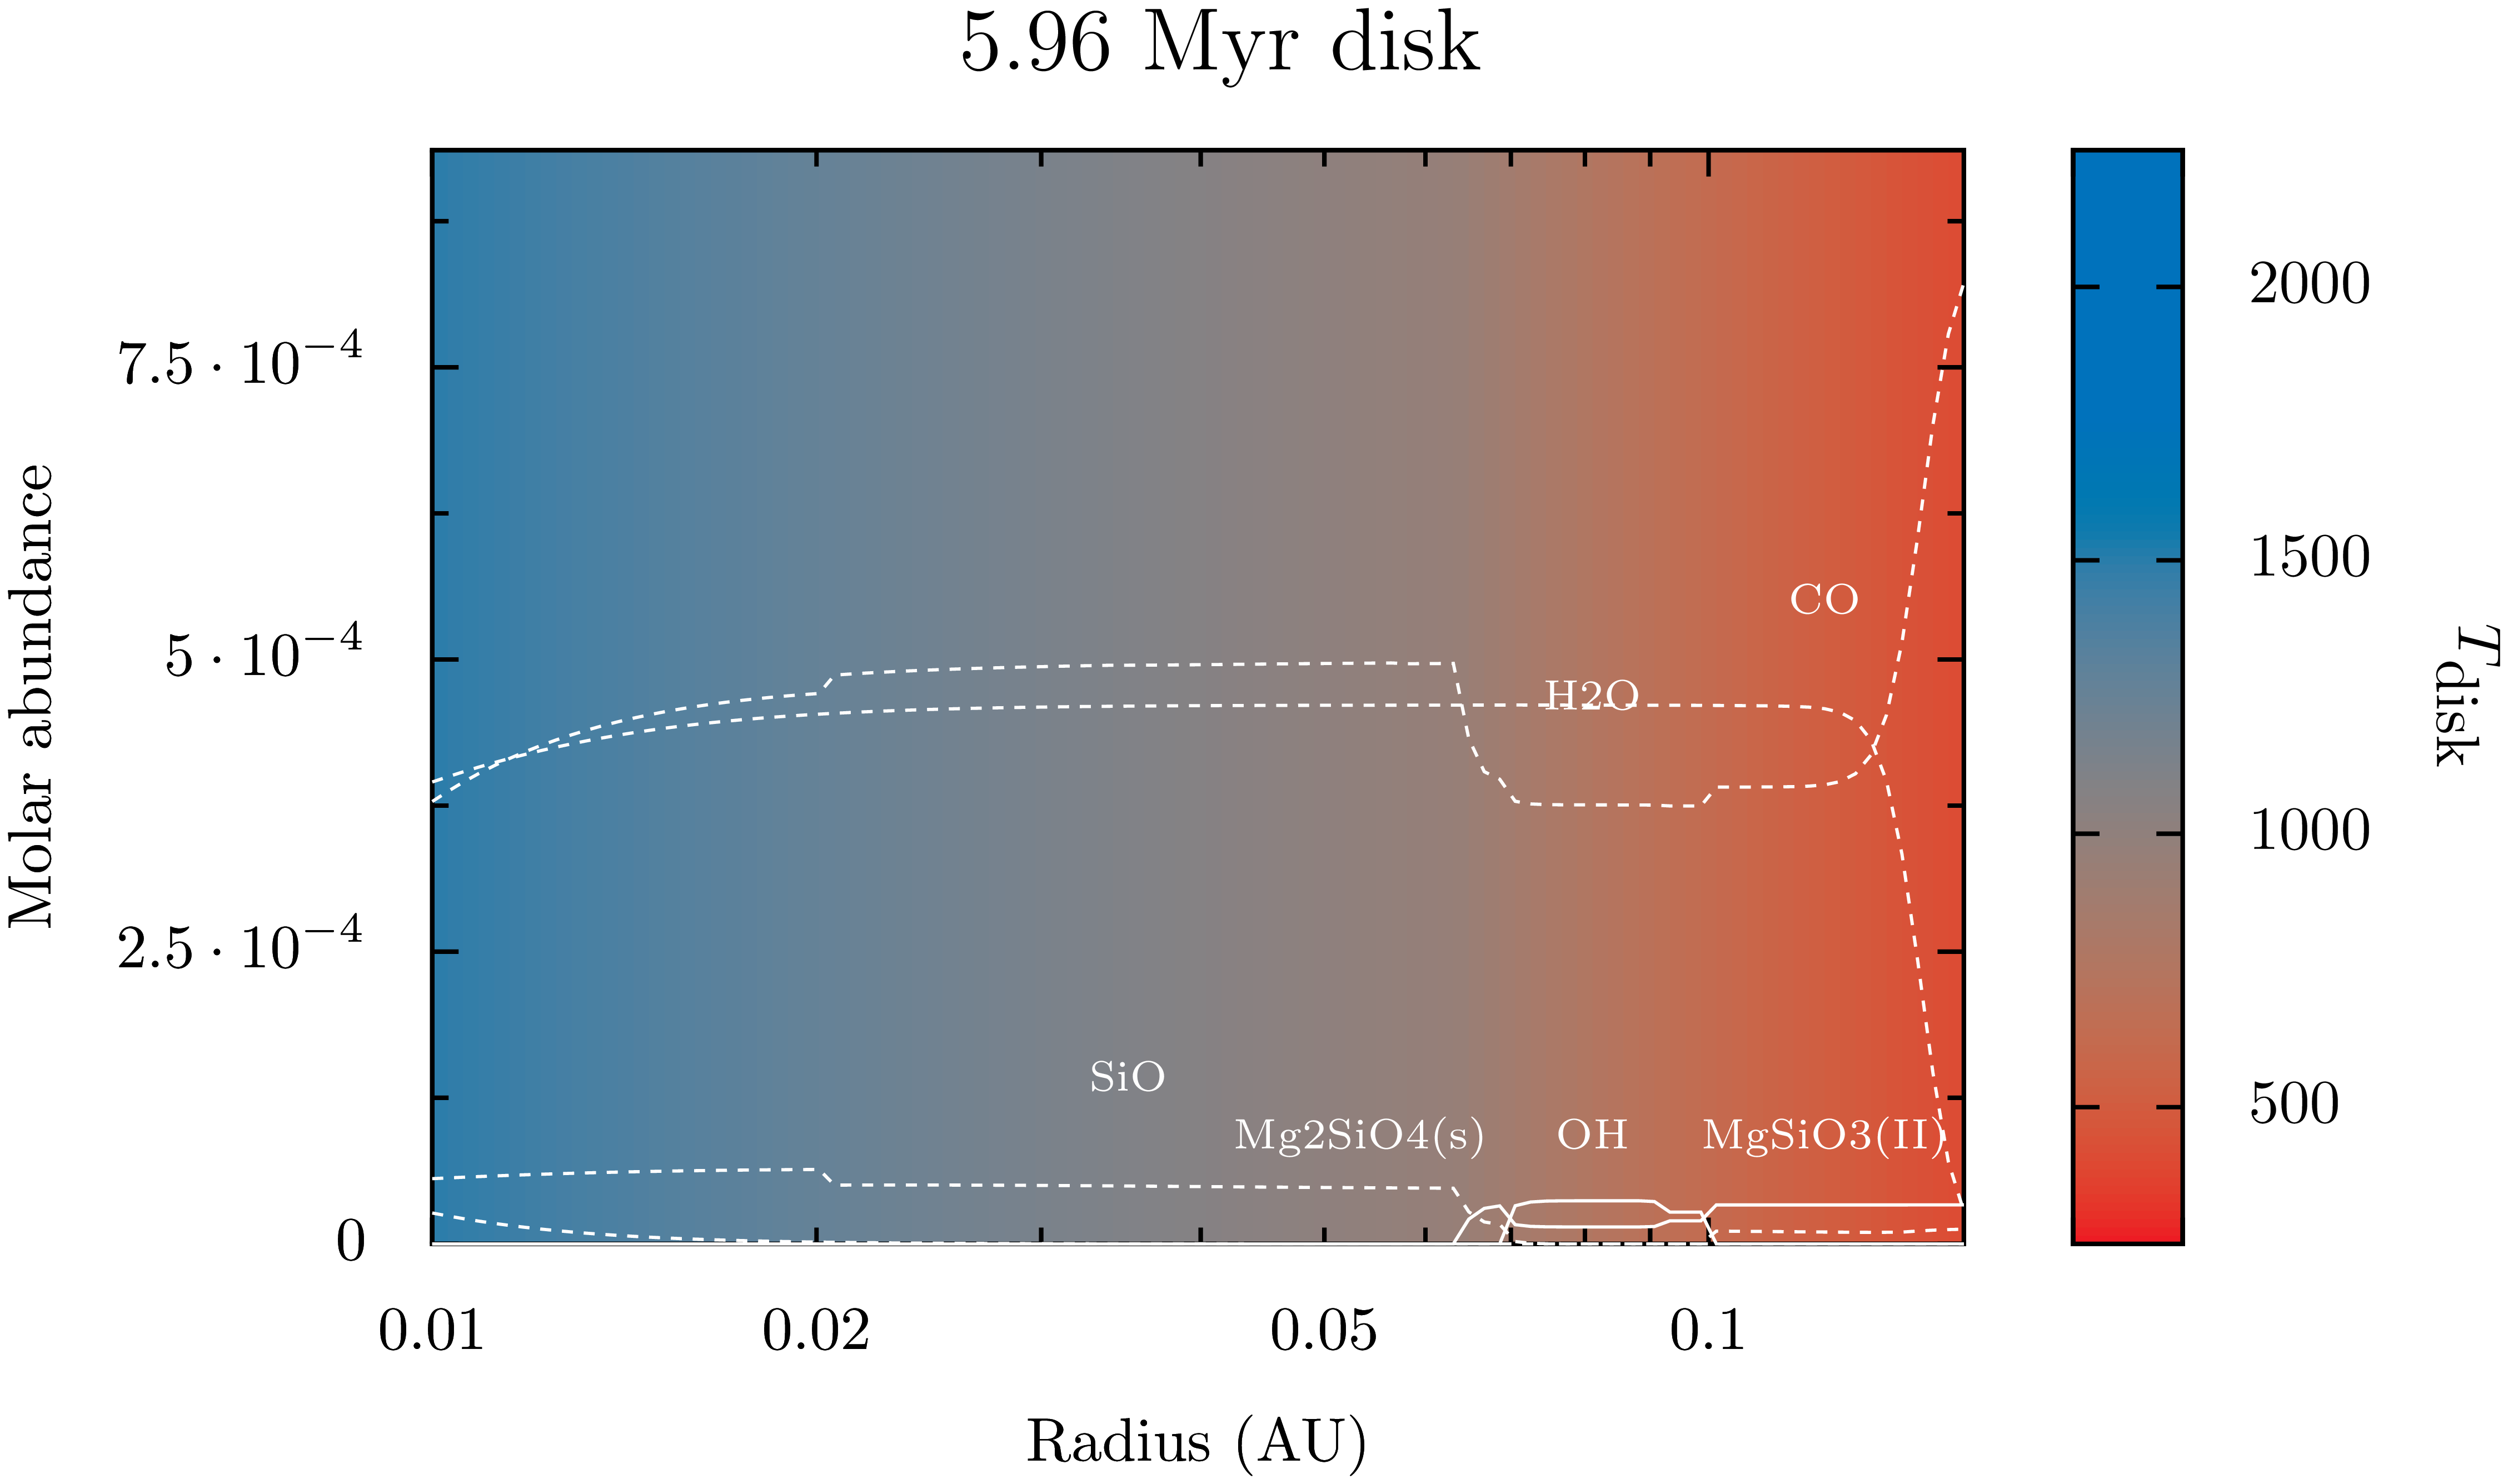 5.96 Myr disk
Molar abundance
7.5 · 10⁻⁴
5 · 10⁻⁴
2.5 · 10⁻⁴
0
CO
H2O
SiO
Mg2SiO4(s)
OH
MgSiO3(II)
0.01
0.02
0.05
0.1
Radius (AU)
2000
1500
1000
500
T_disk